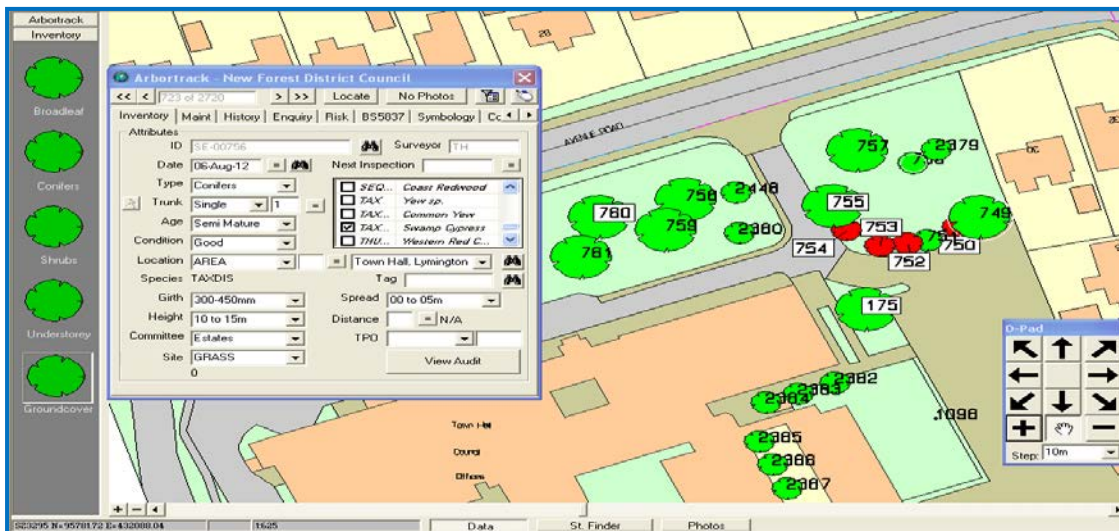 Arbortrack
Inventory
Broadleaf
Conifers
Shrubs
Understorey
Groundcover
Arbortrack - New Forest District Council
<< < 723 of 2720 > >> Locate No Photos
Inventory Maint History Enquiry Risk BS5837 Symbology
Attributes
ID SE-00756 Surveyor TH
Date 06-Aug-12 = Next Inspection =
Type Conifers
Trunk Single 1 =
Age Semi Mature
Condition Good
SEQ... Coast Redwood
TAX Yew sp.
TAX... Common Yew
TAX... Swamp Cypress
THU... Western Red C...
Location AREA = Town Hall, Lymington
Species TAXDIS Tag
Girth 300-450mm Spread 00 to 05m
Height 10 to 15m Distance = N/A
Committee Estates TPO
Site GRASS View Audit
0
AVENUE ROAD
757
2379
755
753
754
752
750
749
758
2448
760
759
2380
761
175
2382
2383
2384
2385
2386
2387
1096
Town Hall
Council
Offices
D-Pad
+ -
Step: 10m
+ -
1:625
Data St. Finder Photos